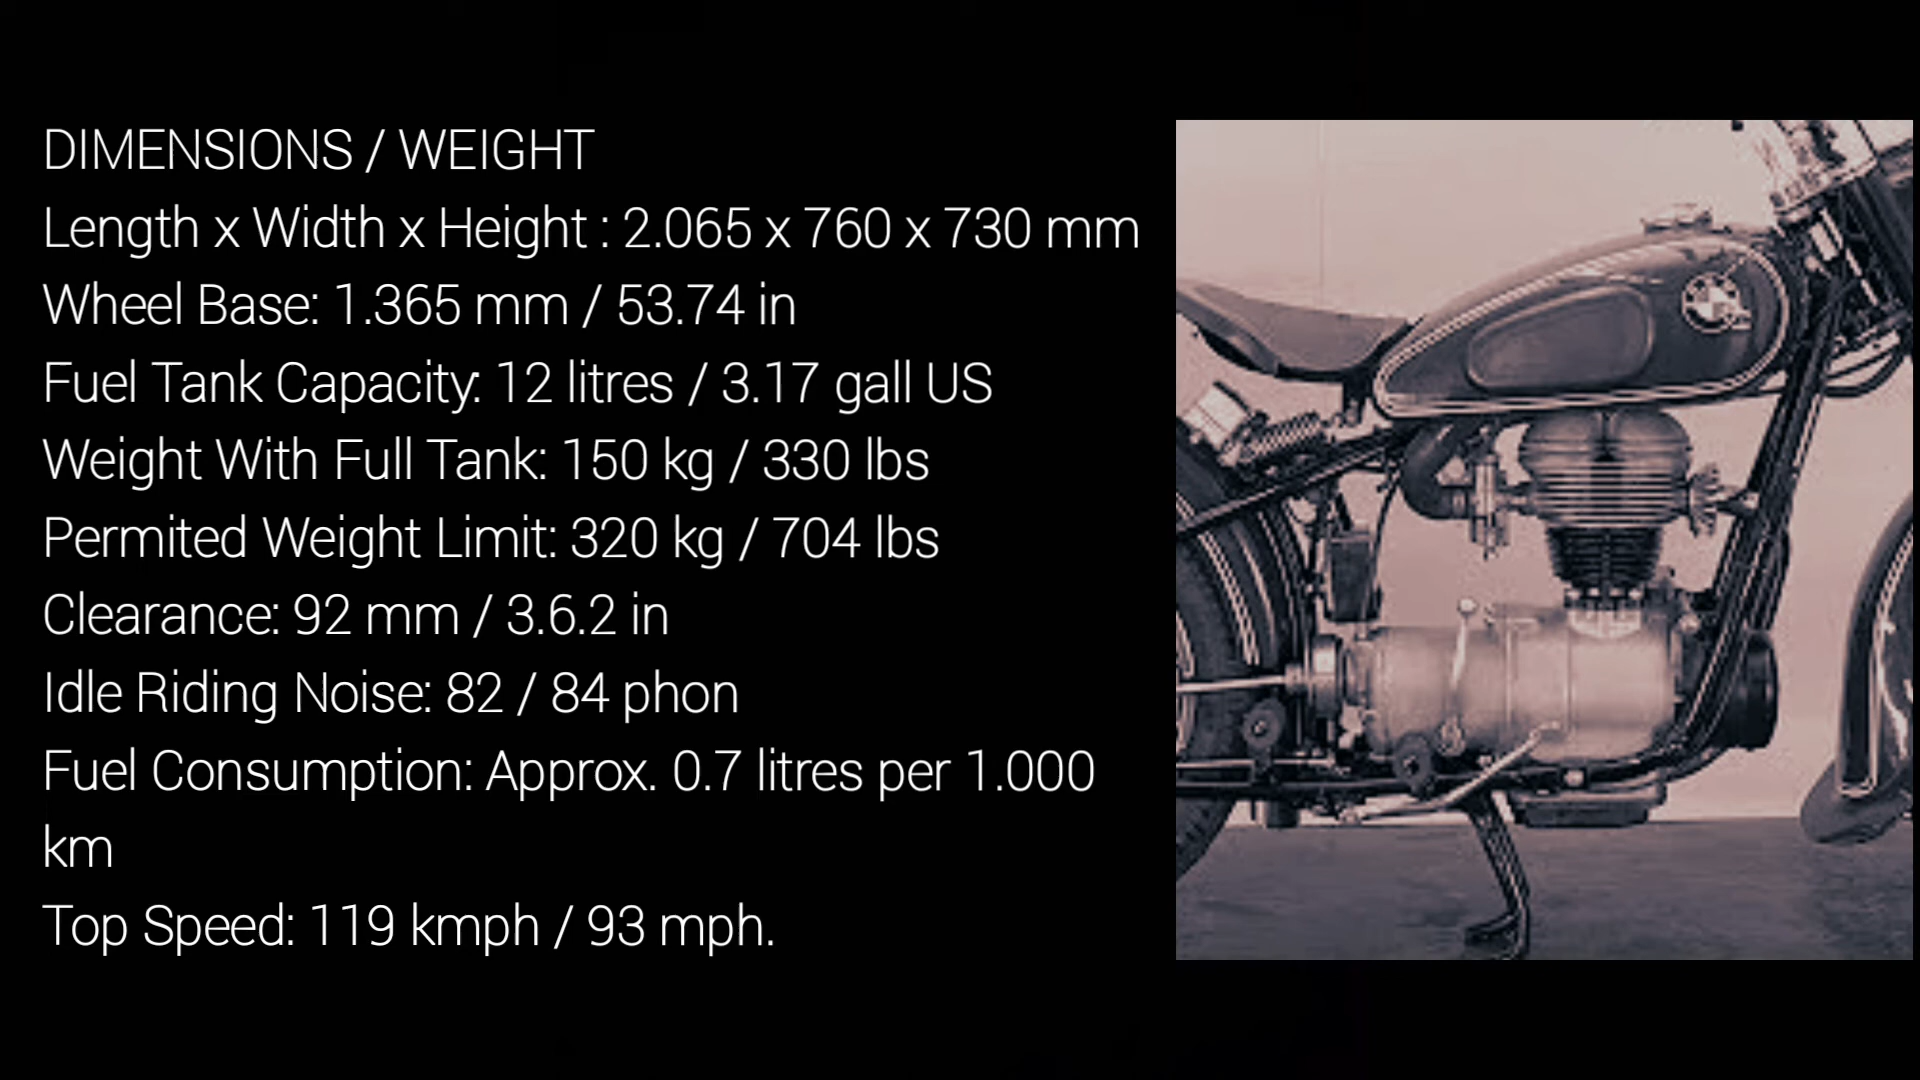 DIMENSIONS / WEIGHT
Length x Width x Height : 2.065 x 760 x 730 mm
Wheel Base: 1.365 mm / 53.74 in
Fuel Tank Capacity: 12 litres / 3.17 gall US
Weight With Full Tank: 150 kg / 330 lbs
Permited Weight Limit: 320 kg / 704 lbs
Clearance: 92 mm / 3.6.2 in
Idle Riding Noise: 82 / 84 phon
Fuel Consumption: Approx. 0.7 litres per 1.000
km
Top Speed: 119 kmph / 93 mph.